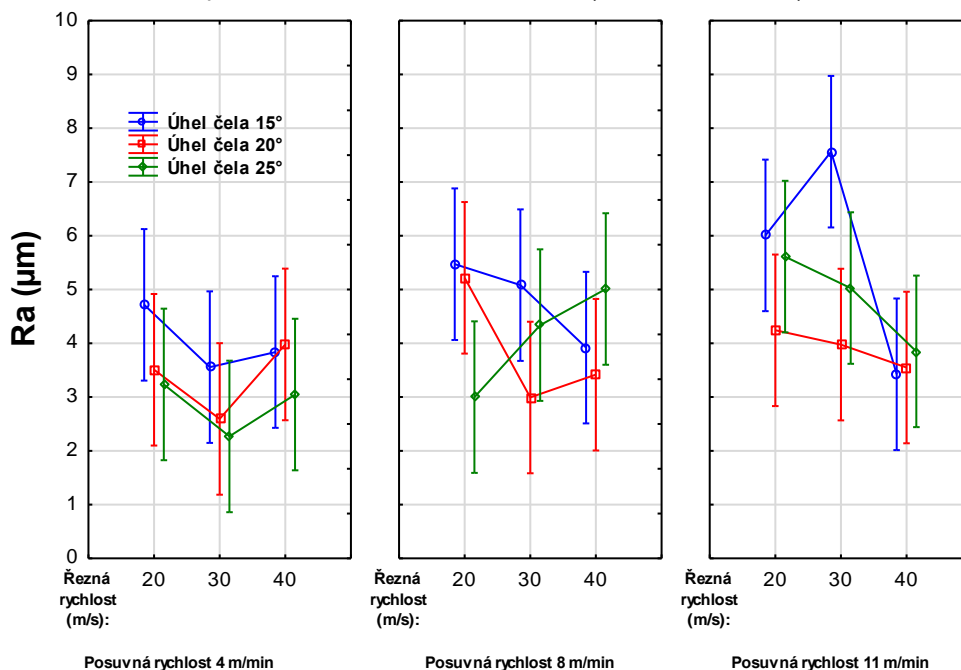 10
9
8
7
6
5
4
3
2
1
0
Ra (µm)
Úhel čela 15°
Úhel čela 20°
Úhel čela 25°
Řezná rychlost (m/s):
20 30 40
Řezná rychlost (m/s):
20 30 40
Řezná rychlost (m/s):
20 30 40
Posuvná rychlost 4 m/min
Posuvná rychlost 8 m/min
Posuvná rychlost 11 m/min